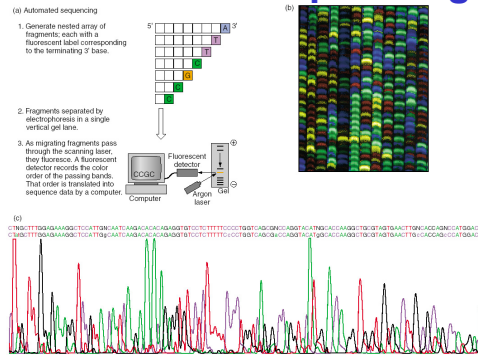 (a) Automated sequencing
1. Generate nested array of
fragments; each with a
fluorescent label corresponding
to the terminating 3' base.
5'
3'
A
T
T
C
G
C
C
2. Fragments separated by
electrophoresis in a single
vertical gel lane.
3. As migrating fragments pass
through the scanning laser,
they fluoresce. A fluorescent
detector records the color
order of the passing bands.
That order is translated into
sequence data by a computer.
CCGC
Computer
Fluorescent
detector
Argon
laser
Gel
(b)
(c)
CTNGCTTTGGAGAAAGGCTCCATTGNCAATCAAGACACACAGAGGTGTCCTCTTTTTCCCCTGGTCAGCGNCCAGGTACATNGCACCAAGGCTGCGTAGTGAACTTGNCACCAGNCCATGGAC